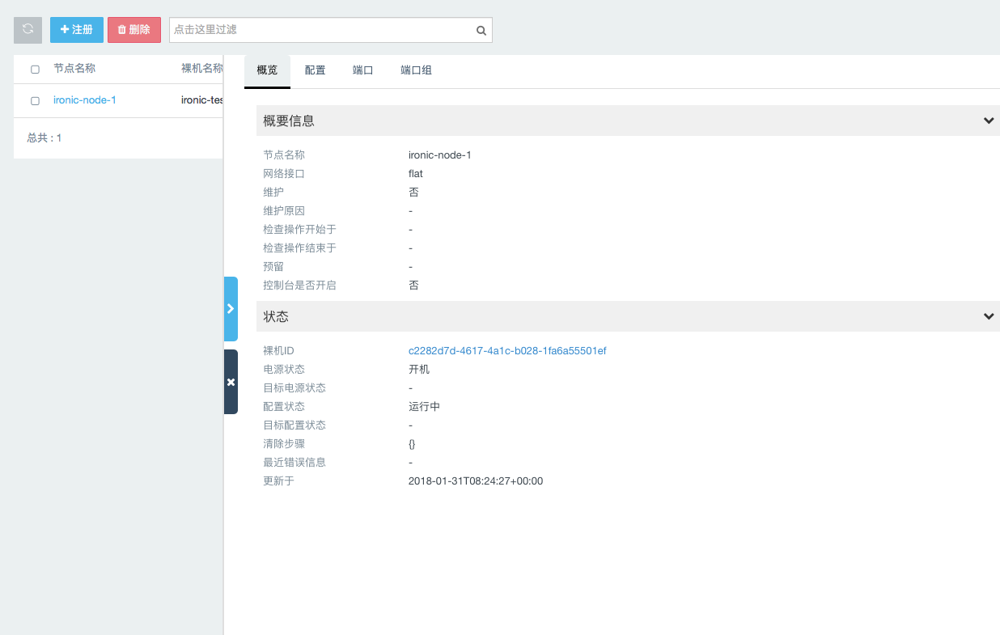 注册 删除 点击这里过滤
节点名称 裸机名称
ironic-node-1 ironic-tes
总共 : 1
概览 配置 端口 端口组
概要信息
节点名称 ironic-node-1
网络接口 flat
维护 否
维护原因 -
检查操作开始于 -
检查操作结束于 -
预留 -
控制台是否开启 否
状态
裸机ID c2282d7d-4617-4a1c-b028-1fa6a55501ef
电源状态 开机
目标电源状态 -
配置状态 运行中
目标配置状态 -
清除步骤 {}
最近错误信息 -
更新于 2018-01-31T08:24:27+00:00